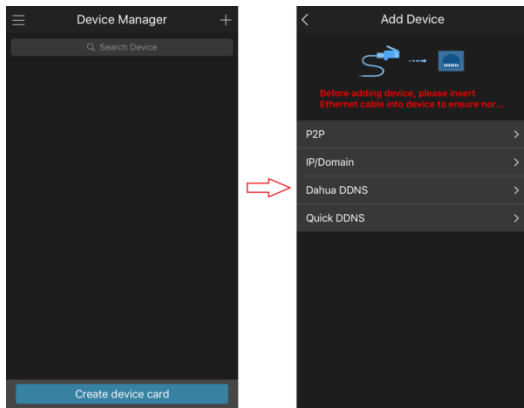 Device Manager
Search Device
Create device card
Add Device
Before adding device, please insert
Ethernet cable into device to ensure nor...
P2P
IP/Domain
Dahua DDNS
Quick DDNS